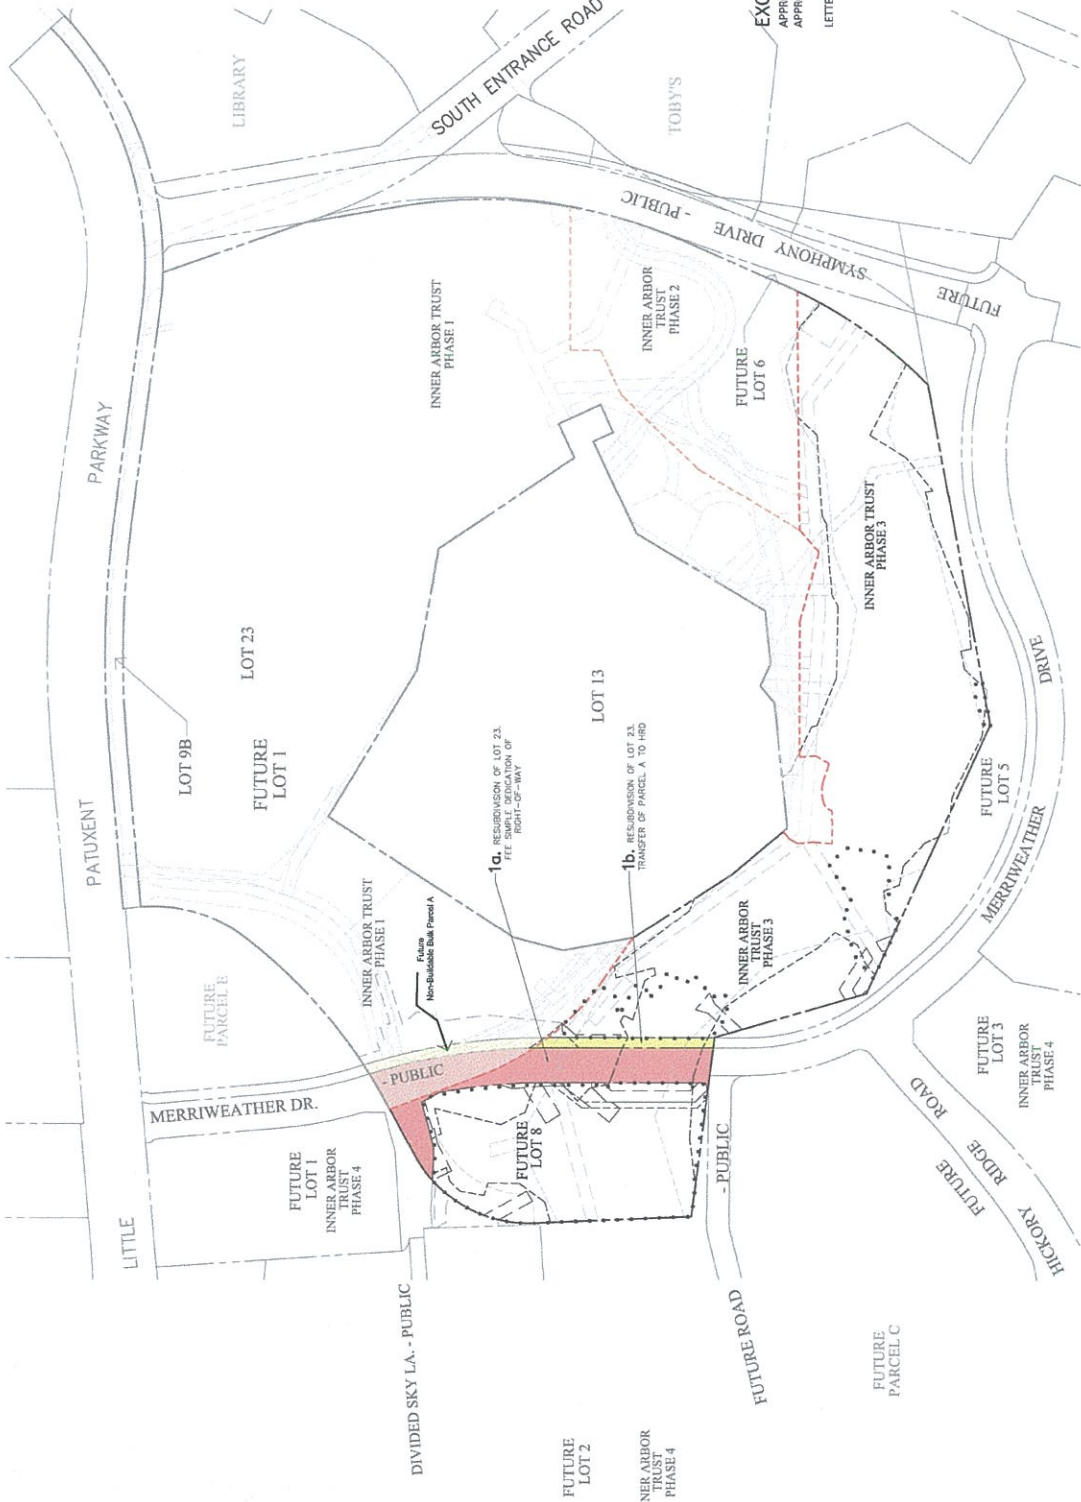 LITTLE
PATUXENT
PARKWAY
LIBRARY
SOUTH ENTRANCE ROAD
TOBY'S
LOT 9B
LOT 23
FUTURE
LOT 1
INNER ARBOR TRUST
PHASE 1
INNER ARBOR
TRUST
PHASE 2
FUTURE
LOT 6
FUTURE
SYMPHONY DRIVE
- PUBLIC
LOT 13
1a. RESUBDIVISION OF LOT 23.
FEE SIMPLE DEDICATION OF
RIGHT-OF-WAY
1b. RESUBDIVISION OF LOT 23.
TRANSFER OF PARCEL A TO HRD
INNER ARBOR TRUST
PHASE 3
INNER ARBOR TRUST
PHASE 1
Future
Non-Buildable Bulk Parcel A
INNER ARBOR
TRUST
PHASE 3
FUTURE
LOT 5
MERRIWEATHER
DRIVE
FUTURE
PARCEL E
MERRIWEATHER DR.
- PUBLIC
FUTURE
LOT 1
INNER ARBOR
TRUST
PHASE 4
FUTURE
LOT 8
- PUBLIC
FUTURE ROAD
FUTURE
LOT 3
INNER ARBOR
TRUST
PHASE 4
FUTURE
HICKORY RIDGE ROAD
DIVIDED SKY LA. - PUBLIC
FUTURE
LOT 2
NER ARBOR
TRUST
PHASE 4
FUTURE
PARCEL C
EXC
APPR
APPR
LETTE